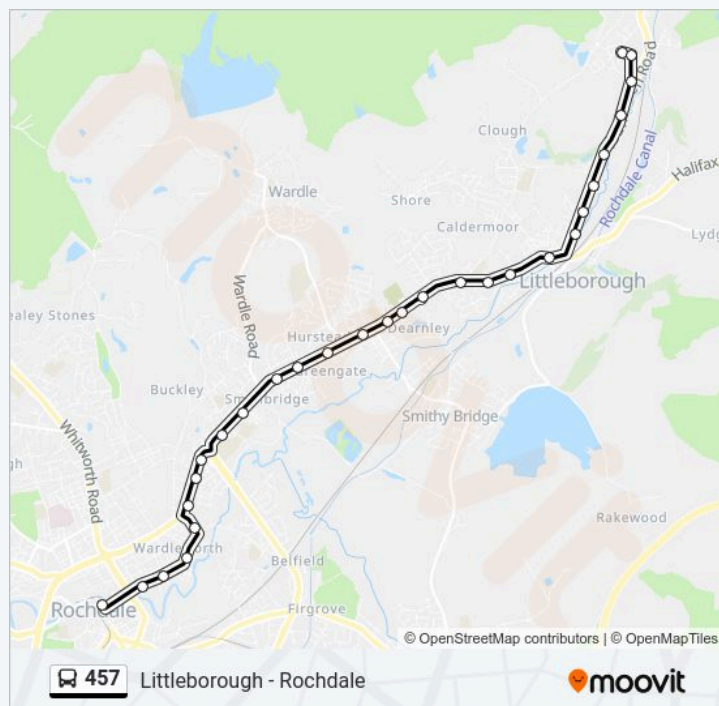 Clough
Road
Rochdale Canal
Halifax
Wardle
Shore
Caldermoor
Lydg
Littleborough
ealey Stones
Wardle Road
Hurstead
Dearnley
Greengate
Buckley
Smallbridge
Smithy Bridge
Whitworth Road
gh
Rakewood
Wardleworth
Belfield
Rochdale
Firgrove
© OpenStreetMap contributors | © OpenMapTiles
457 Littleborough - Rochdale
moovit